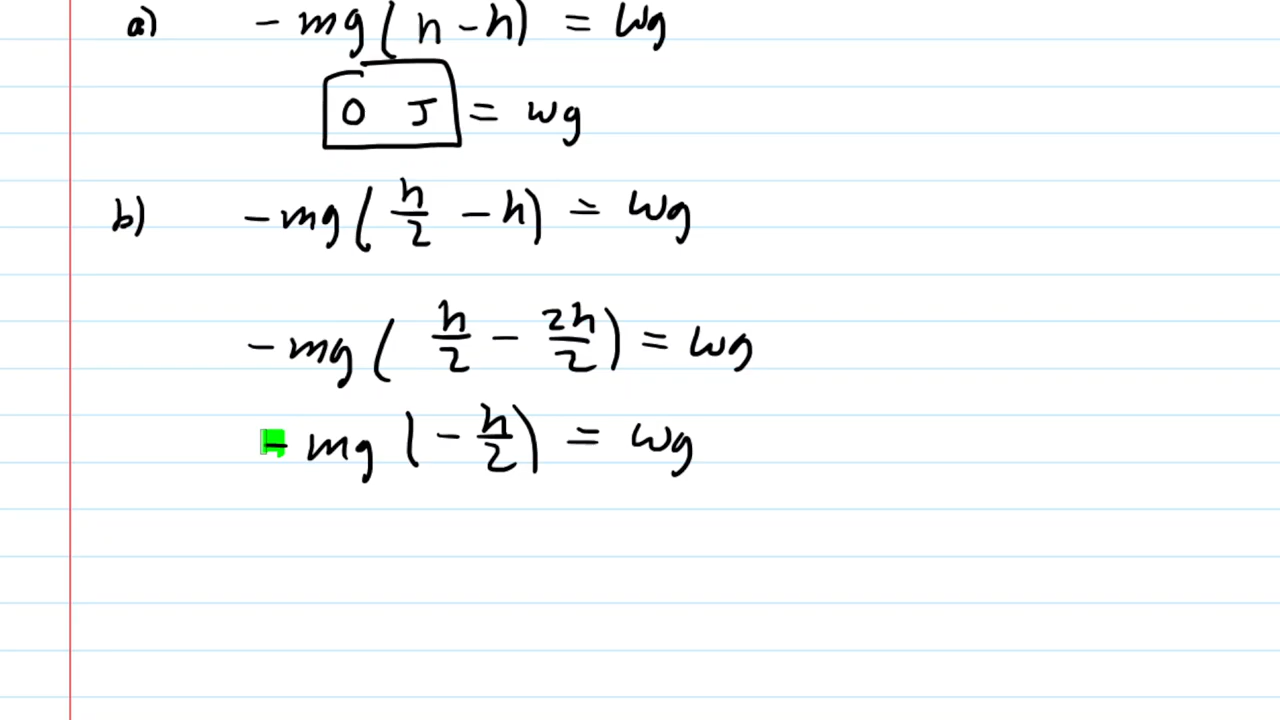 a) -mg(h-h) = Wg
0 J = Wg
b) -mg(h/2 - h) = Wg
-mg(h/2 - 2h/2) = Wg
-mg(-h/2) = Wg